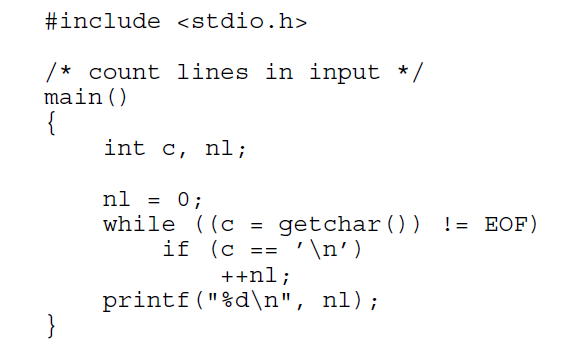 #include <stdio.h>

/* count lines in input */
main()
{
    int c, nl;

    nl = 0;
    while ((c = getchar()) != EOF)
        if (c == ’\n’)
            ++nl;
    printf("%d\n", nl);
}